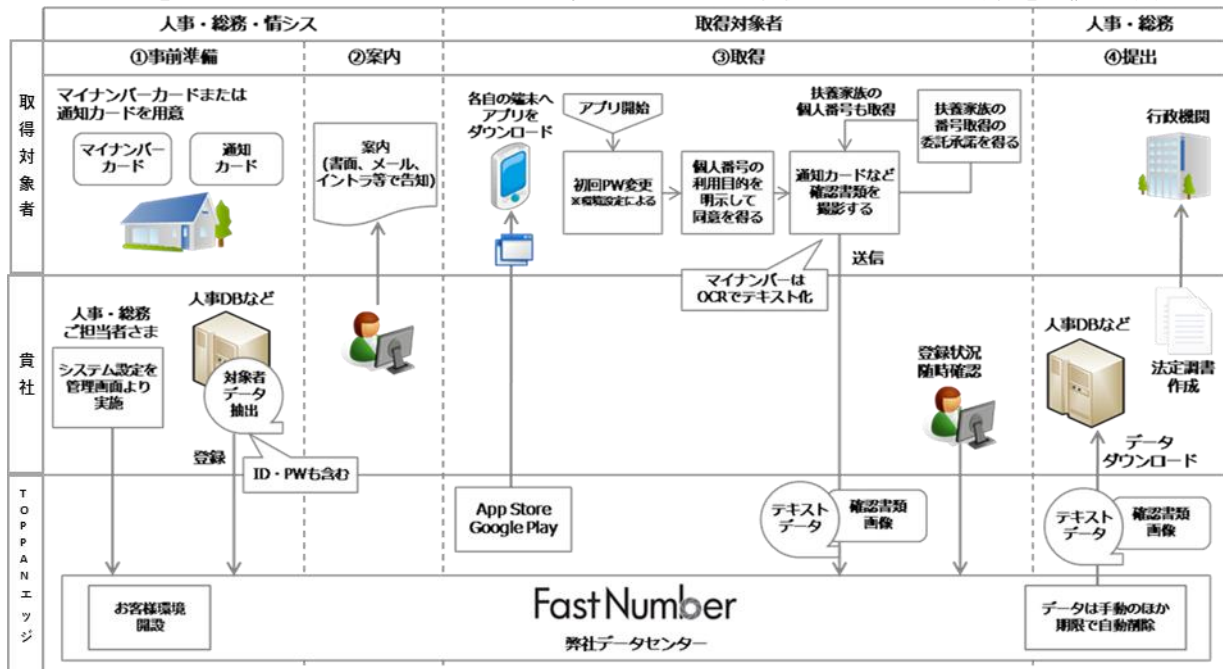 人事・総務・情シス
取得対象者
人事・総務
①事前準備
②案内
③取得
④提出
取得対象者
マイナンバーカードまたは
通知カードを用意
マイナンバー
カード
通知
カード
案内
(書面、メール、
イントラ等で告知)
各自の端末へ
アプリを
ダウンロード
アプリ開始
初回PW変更
※環境設定による
個人番号の
利用目的を
明示して
同意を得る
扶養家族の
個人番号も取得
通知カードなど
確認書類を
撮影する
扶養家族の
番号取得の
委託承諾を得る
行政機関
送信
マイナンバーは
OCRでテキスト化
貴社
人事・総務
ご担当者さま
システム設定を
管理画面より
実施
人事DBなど
対象者
データ
抽出
登録
ID・PWも含む
登録状況
随時確認
人事DBなど
法定調書
作成
データ
ダウンロード
TOPPANエッジ
App Store
Google Play
テキスト
データ
確認書類
画像
テキスト
データ
確認書類
画像
お客様環境
開設
FastNumber
弊社データセンター
データは手動のほか
期限で自動削除